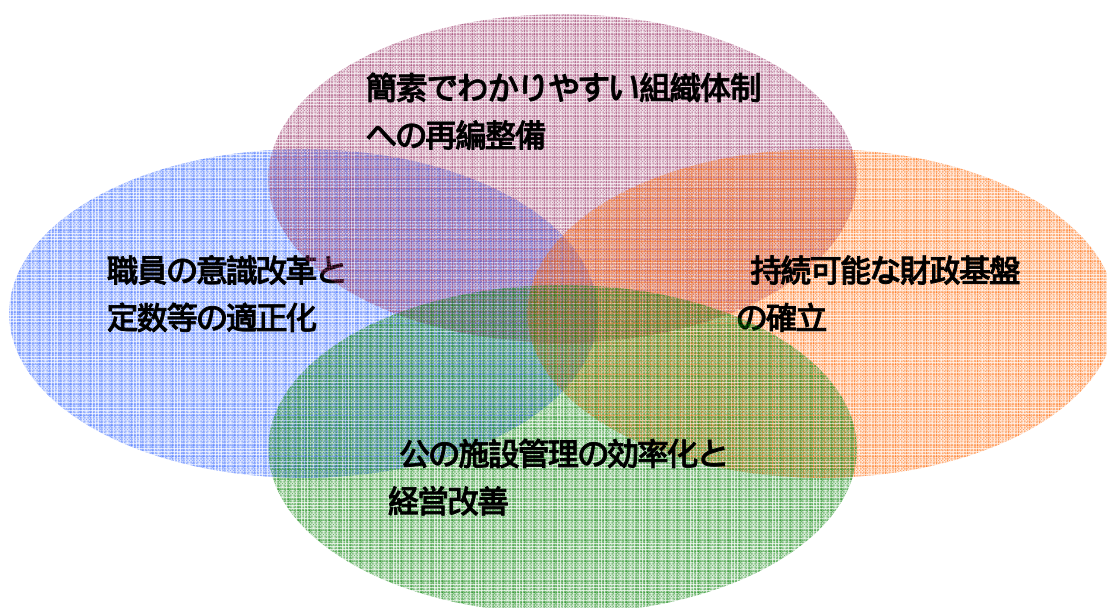 簡素でわかりやすい組織体制
への再編整備
職員の意識改革と
定数等の適正化
持続可能な財政基盤
の確立
公の施設管理の効率化と
経営改善